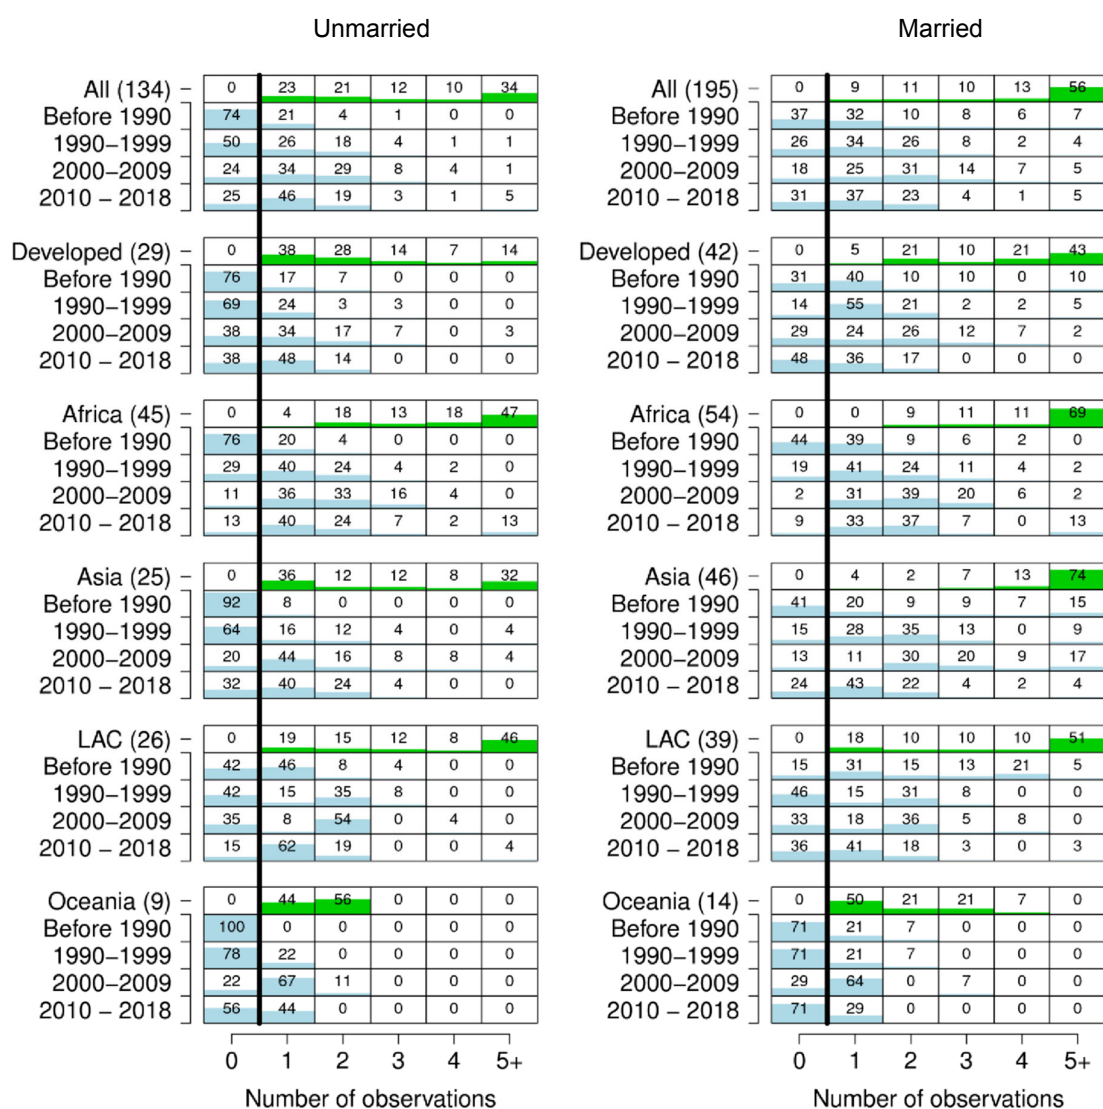 Unmarried Married
All (134) 0 23 21 12 10 34 All (195) 0 9 11 10 13 56
Before 1990 74 21 4 1 0 0 Before 1990 37 32 10 8 6 7
1990–1999 50 26 18 4 1 1 1990–1999 26 34 26 8 2 4
2000–2009 24 34 29 8 4 1 2000–2009 18 25 31 14 7 5
2010 – 2018 25 46 19 3 1 5 2010 – 2018 31 37 23 4 1 5
Developed (29) 0 38 28 14 7 14 Developed (42) 0 5 21 10 21 43
Before 1990 76 17 7 0 0 0 Before 1990 31 40 10 10 0 10
1990–1999 69 24 3 3 0 0 1990–1999 14 55 21 2 2 5
2000–2009 38 34 17 7 0 3 2000–2009 29 24 26 12 7 2
2010 – 2018 38 48 14 0 0 0 2010 – 2018 48 36 17 0 0 0
Africa (45) 0 4 18 13 18 47 Africa (54) 0 0 9 11 11 69
Before 1990 76 20 4 0 0 0 Before 1990 44 39 9 6 2 0
1990–1999 29 40 24 4 2 0 1990–1999 19 41 24 11 4 2
2000–2009 11 36 33 16 4 0 2000–2009 2 31 39 20 6 2
2010 – 2018 13 40 24 7 2 13 2010 – 2018 9 33 37 7 0 13
Asia (25) 0 36 12 12 8 32 Asia (46) 0 4 2 7 13 74
Before 1990 92 8 0 0 0 0 Before 1990 41 20 9 9 7 15
1990–1999 64 16 12 4 0 4 1990–1999 15 28 35 13 0 9
2000–2009 20 44 16 8 8 4 2000–2009 13 11 30 20 9 17
2010 – 2018 32 40 24 4 0 0 2010 – 2018 24 43 22 4 2 4
LAC (26) 0 19 15 12 8 46 LAC (39) 0 18 10 10 10 51
Before 1990 42 46 8 4 0 0 Before 1990 15 31 15 13 21 5
1990–1999 42 15 35 8 0 0 1990–1999 46 15 31 8 0 0
2000–2009 35 8 54 0 4 0 2000–2009 33 18 36 5 8 0
2010 – 2018 15 62 19 0 0 4 2010 – 2018 36 41 18 3 0 3
Oceania (9) 0 44 56 0 0 0 Oceania (14) 0 50 21 21 7 0
Before 1990 100 0 0 0 0 0 Before 1990 71 21 7 0 0 0
1990–1999 78 22 0 0 0 0 1990–1999 71 21 7 0 0 0
2000–2009 22 67 11 0 0 0 2000–2009 29 64 0 7 0 0
2010 – 2018 56 44 0 0 0 0 2010 – 2018 71 29 0 0 0 0
0 1 2 3 4 5+ 0 1 2 3 4 5+
Number of observations Number of observations